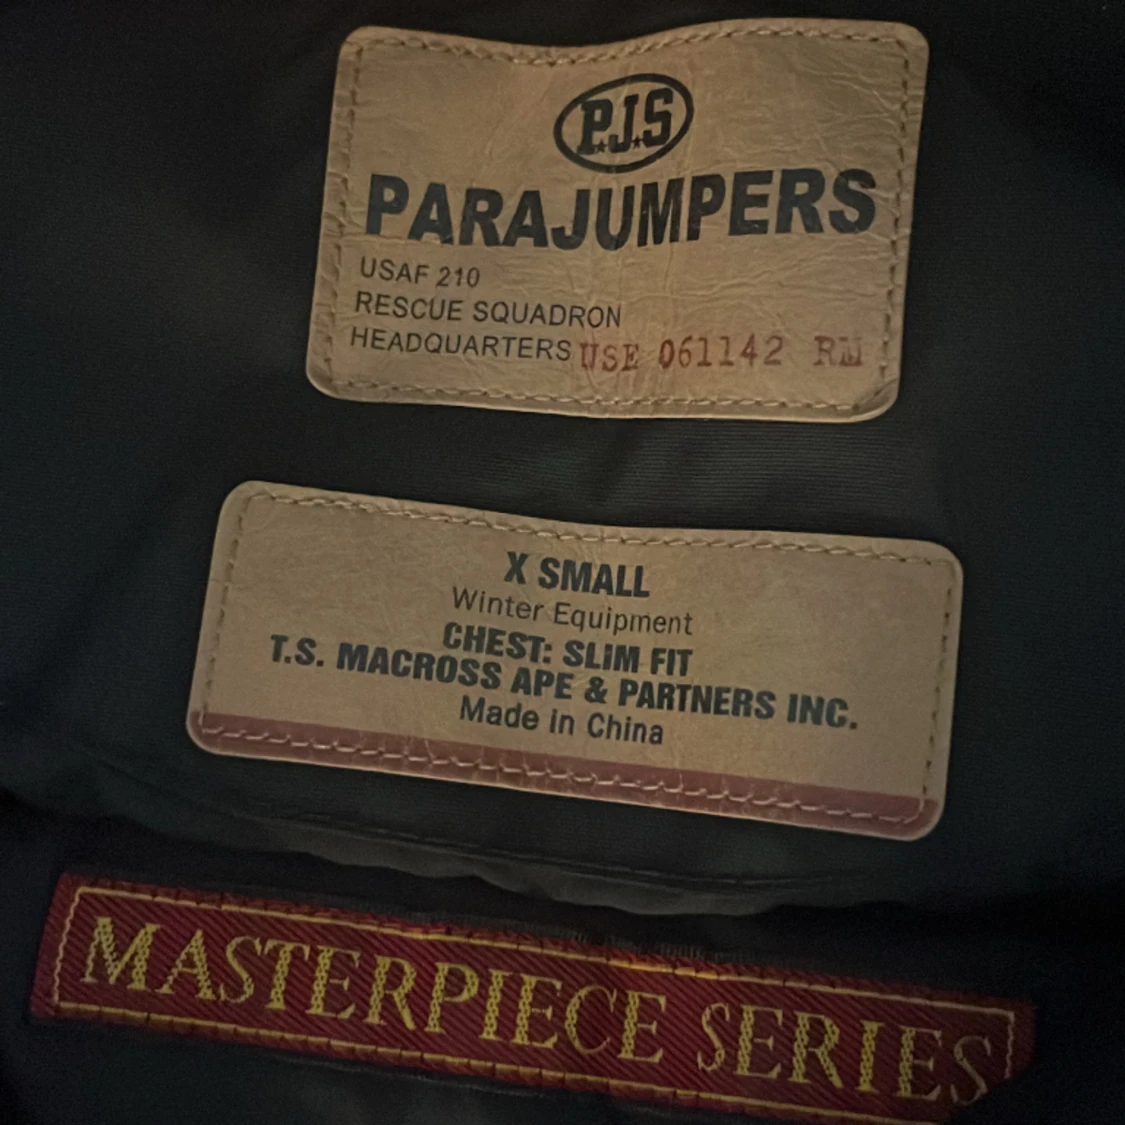 P.J.S
PARAJUMPERS
USAF 210
RESCUE SQUADRON
HEADQUARTERS USE 061142 RM
X SMALL
Winter Equipment
CHEST: SLIM FIT
T.S. MACROSS APE & PARTNERS INC.
Made in China
MASTERPIECE SERIES